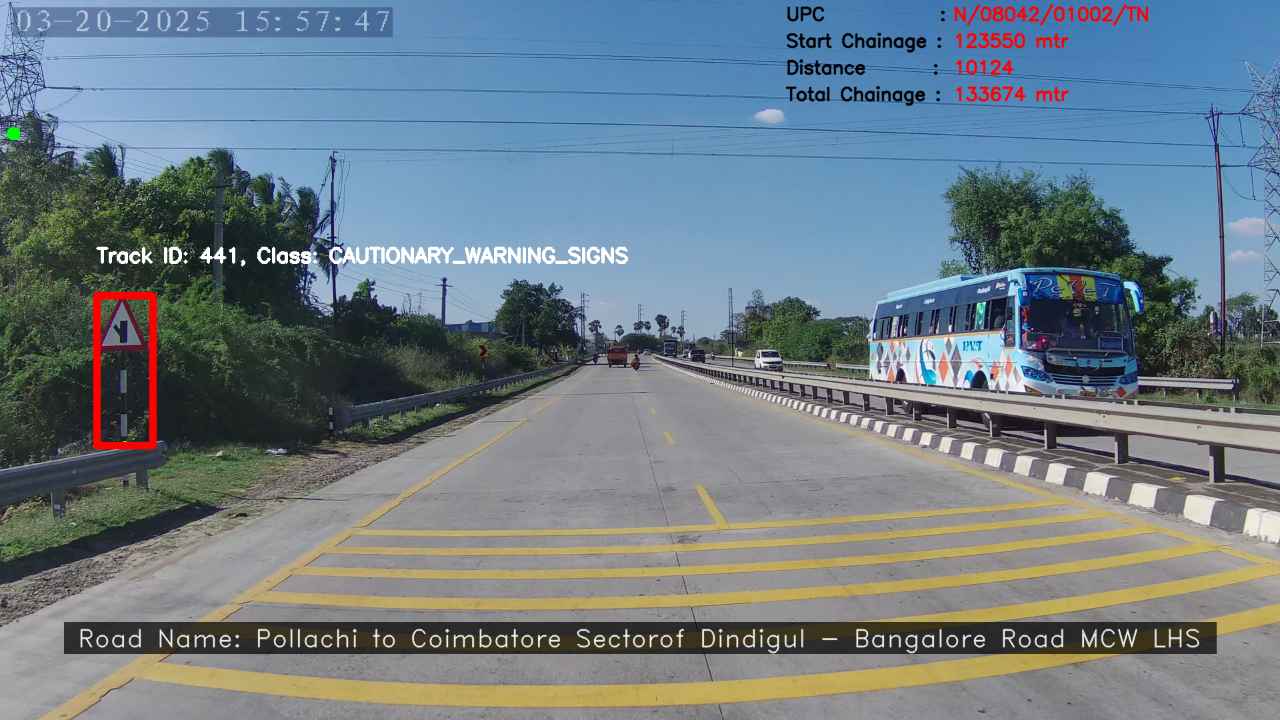 03-20-2025 15:57:47
UPC : N/08042/01002/TN
Start Chainage : 123550 mtr
Distance : 10124
Total Chainage : 133674 mtr
Track ID: 441, Class: CAUTIONARY_WARNING_SIGNS
Road Name: Pollachi to Coimbatore Sectorof Dindigul - Bangalore Road MCW LHS